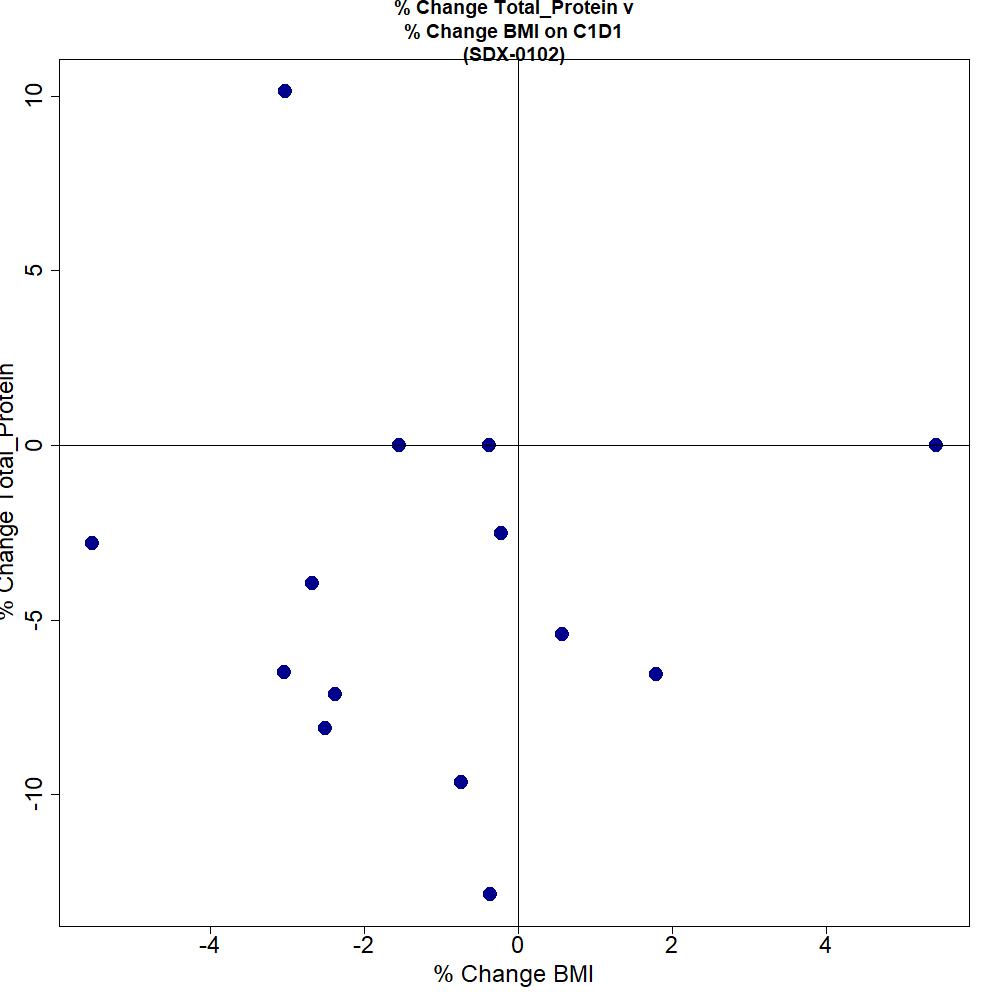 % Change Total_Protein v
% Change BMI on C1D1
(SDX-0102)
10
5
0
-5
-10
% Change Total_Protein
-4
-2
0
2
4
% Change BMI